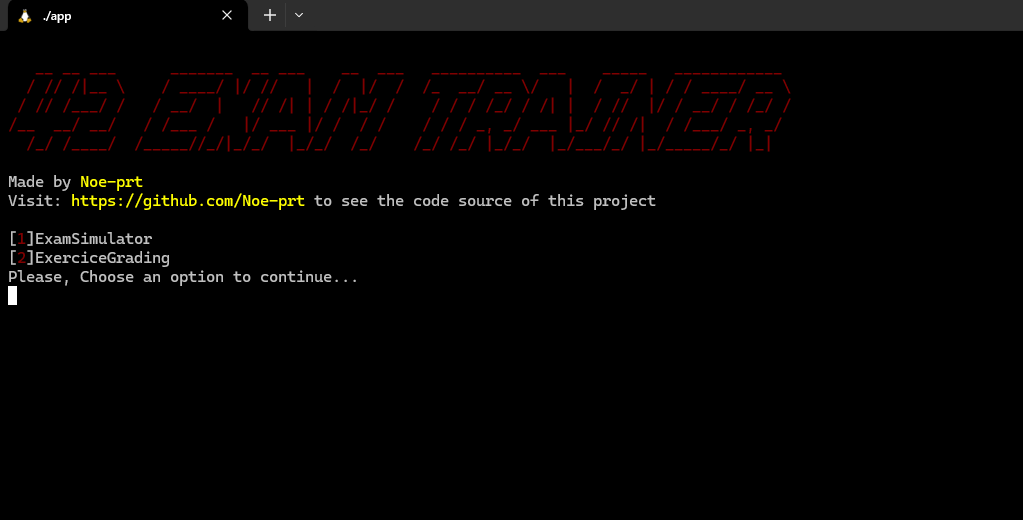 ./app
42 EXAM TRAINER
Made by Noe-prt
Visit: https://github.com/Noe-prt to see the code source of this project
[1]ExamSimulator
[2]ExerciceGrading
Please, Choose an option to continue...